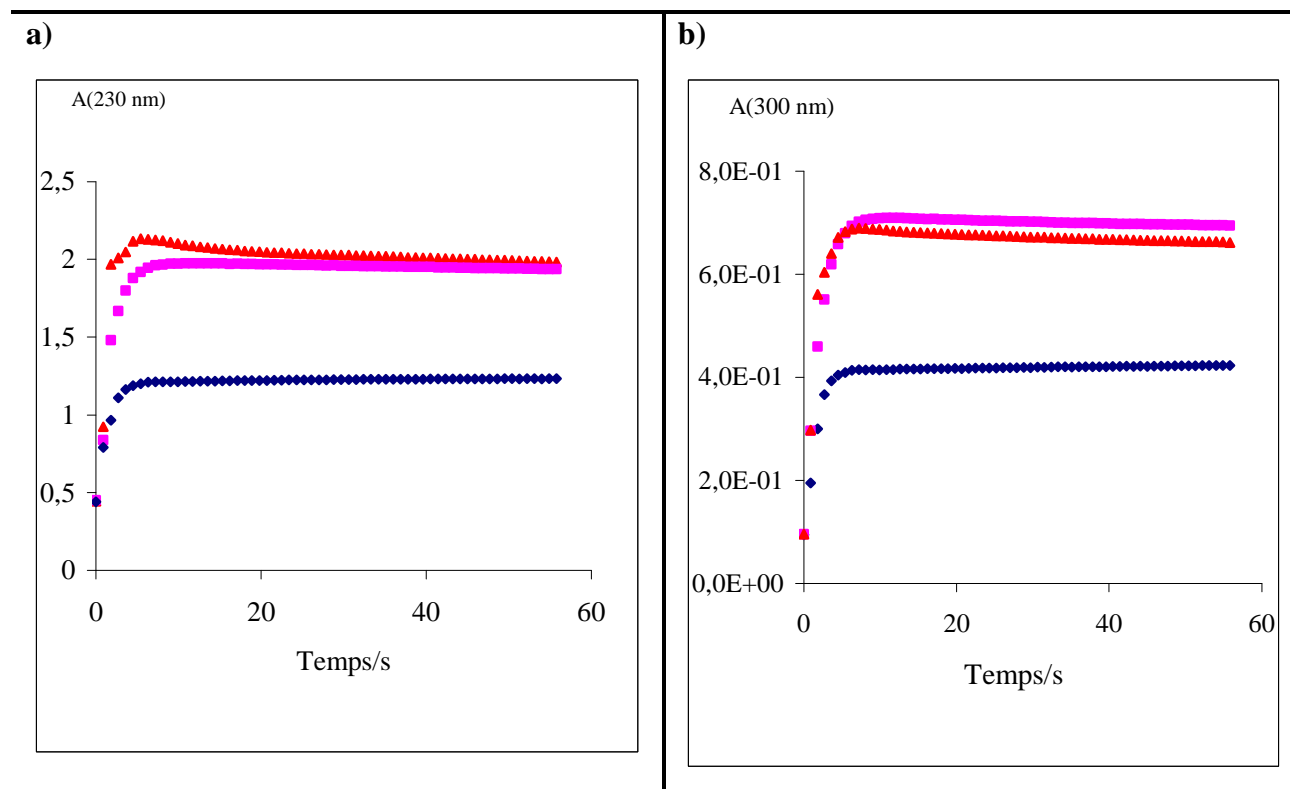 a)
A(230 nm)
2,5
2
1,5
1
0,5
0
0 20 40 60
Temps/s
b)
A(300 nm)
8,0E-01
6,0E-01
4,0E-01
2,0E-01
0,0E+00
0 20 40 60
Temps/s